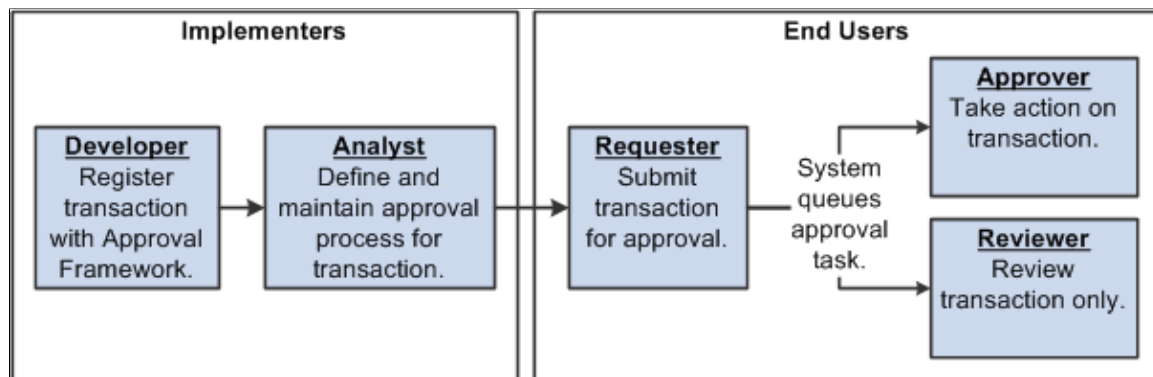 Implementers
Developer
Register
transaction
with Approval
Framework.
Analyst
Define and
maintain approval
process for
transaction.
End Users
Requester
Submit
transaction
for approval.
System
queues
approval
task.
Approver
Take action on
transaction.
Reviewer
Review
transaction only.